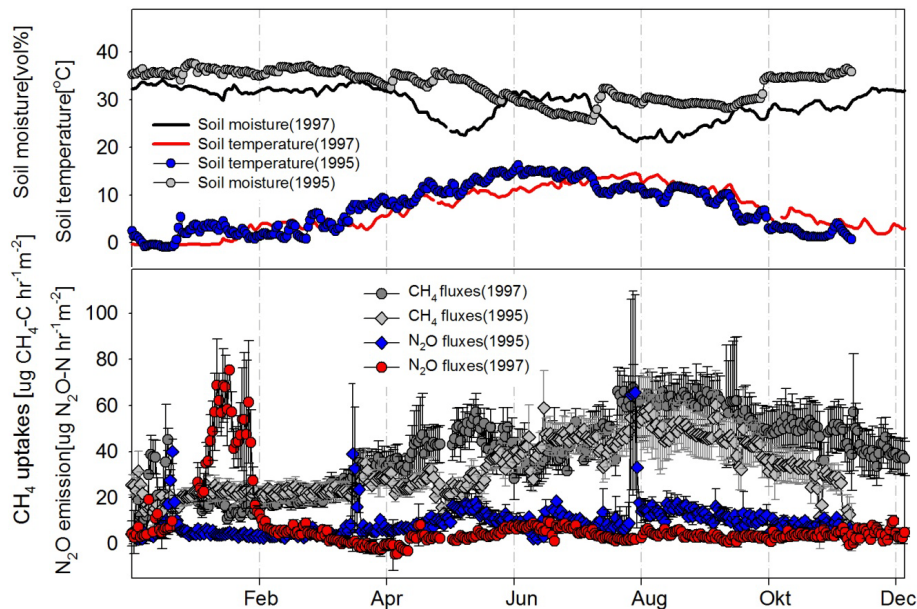 Soil moisture[vol%]
Soil temperature[°C]
40
30
20
10
0
Soil moisture(1997)
Soil temperature(1997)
Soil temperature(1995)
Soil moisture(1995)
CH₄ uptakes [ug CH₄-C hr⁻¹m⁻²]
N₂O emission[ug N₂O-N hr⁻¹m⁻²]
100
80
60
40
20
0
CH₄ fluxes(1997)
CH₄ fluxes(1995)
N₂O fluxes(1995)
N₂O fluxes(1997)
Feb Apr Jun Aug Okt Dec